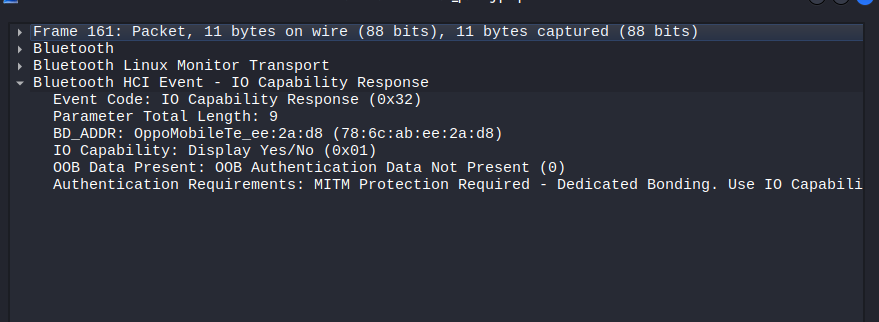 Frame 161: Packet, 11 bytes on wire (88 bits), 11 bytes captured (88 bits)
Bluetooth
Bluetooth Linux Monitor Transport
Bluetooth HCI Event - IO Capability Response
Event Code: IO Capability Response (0x32)
Parameter Total Length: 9
BD_ADDR: OppoMobileTe_ee:2a:d8 (78:6c:ab:ee:2a:d8)
IO Capability: Display Yes/No (0x01)
OOB Data Present: OOB Authentication Data Not Present (0)
Authentication Requirements: MITM Protection Required - Dedicated Bonding. Use IO Capabili